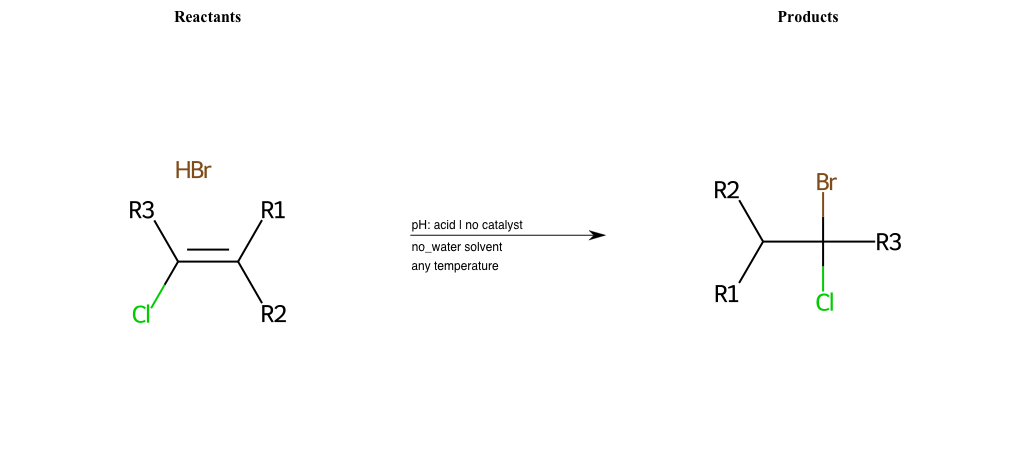 Reactants
Products
HBr
R3
R1
Cl
R2
pH: acid | no catalyst
no_water solvent
any temperature
R2
Br
R3
R1
Cl